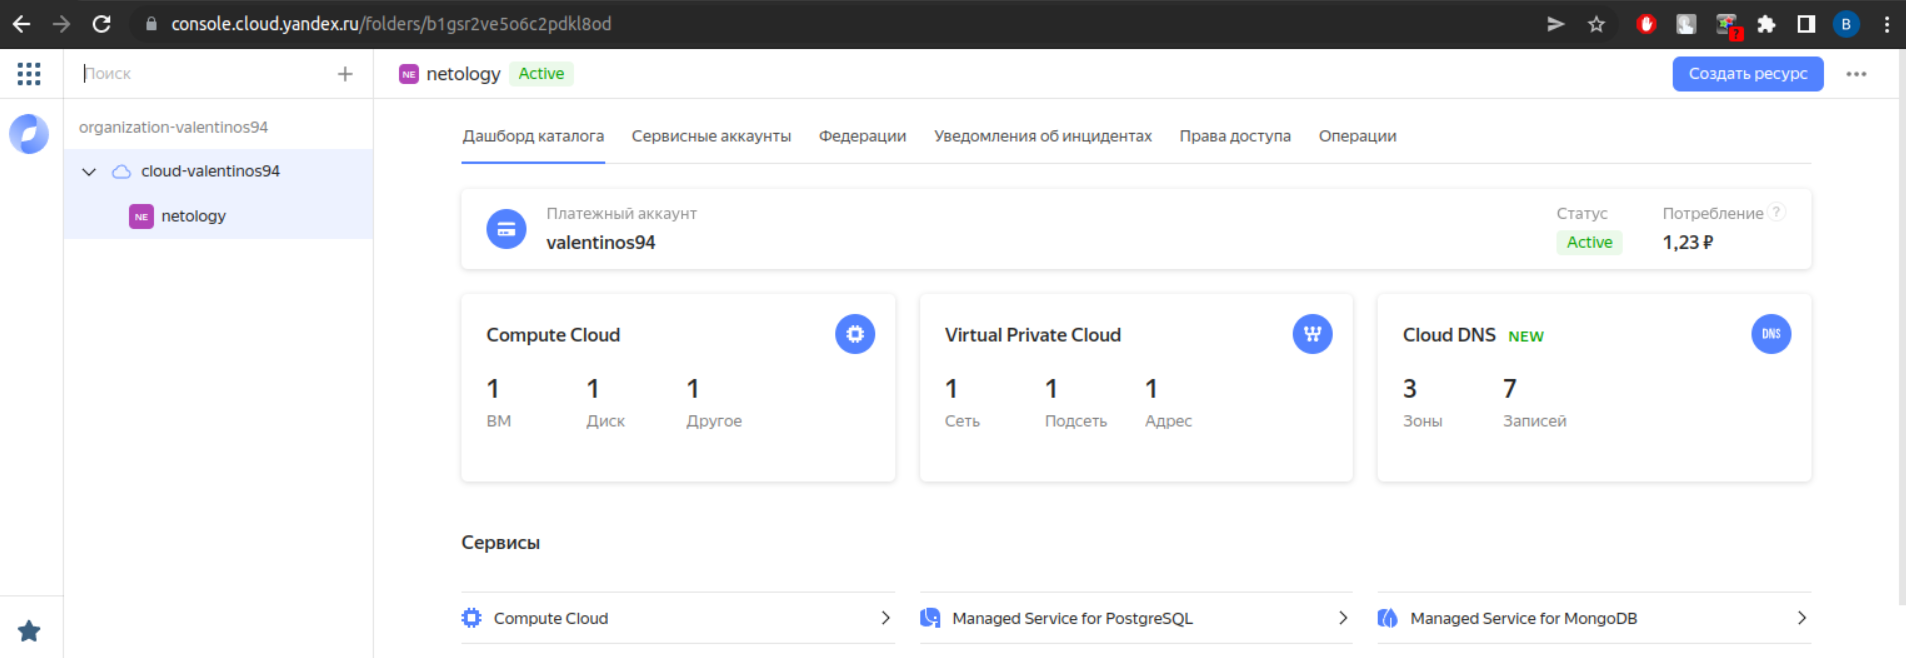 console.cloud.yandex.ru/folders/b1gsr2ve5o6c2pdkl8od
?
B
Поиск
NE netology Active
Создать ресурс
organization-valentinos94
cloud-valentinos94
NE netology
Дашборд каталога Сервисные аккаунты Федерации Уведомления об инцидентах Права доступа Операции
Платежный аккаунт
valentinos94
Статус
Active
Потребление ?
1,23 ₽
Compute Cloud
1 1 1
ВМ Диск Другое
Virtual Private Cloud
1 1 1
Сеть Подсеть Адрес
Cloud DNS NEW
DNS
3 7
Зоны Записей
Сервисы
Compute Cloud
Managed Service for PostgreSQL
Managed Service for MongoDB